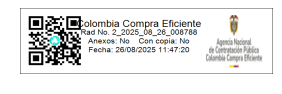 Colombia Compra Eficiente
Rad No. 2_2025_08_26_008788
Anexos: No Con copia: No
Fecha: 26/08/2025 11:47:20
Agencia Nacional
de Contratación Pública
Colombia Compra Eficiente